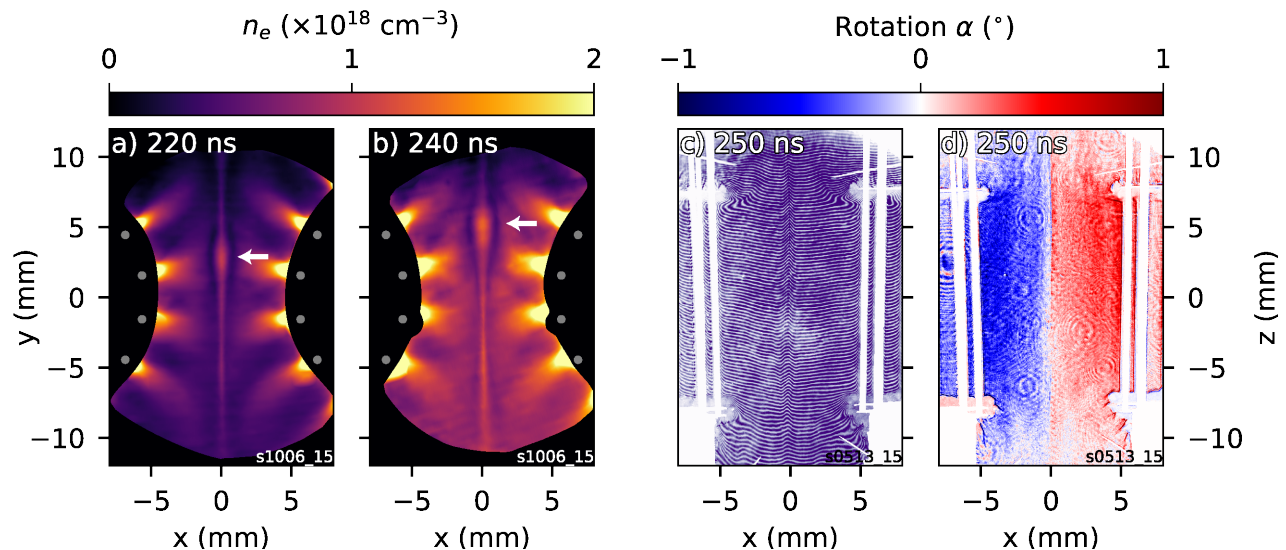 n_e (×10^18 cm^−3)
0 1 2
Rotation α (°)
−1 0 1
a) 220 ns
b) 240 ns
c) 250 ns
d) 250 ns
10
5
0
−5
−10
y (mm)
10
5
0
−5
−10
z (mm)
s1006_15
s1006_15
s0513_15
s0513_15
−5 0 5
−5 0 5
−5 0 5
−5 0 5
x (mm)
x (mm)
x (mm)
x (mm)